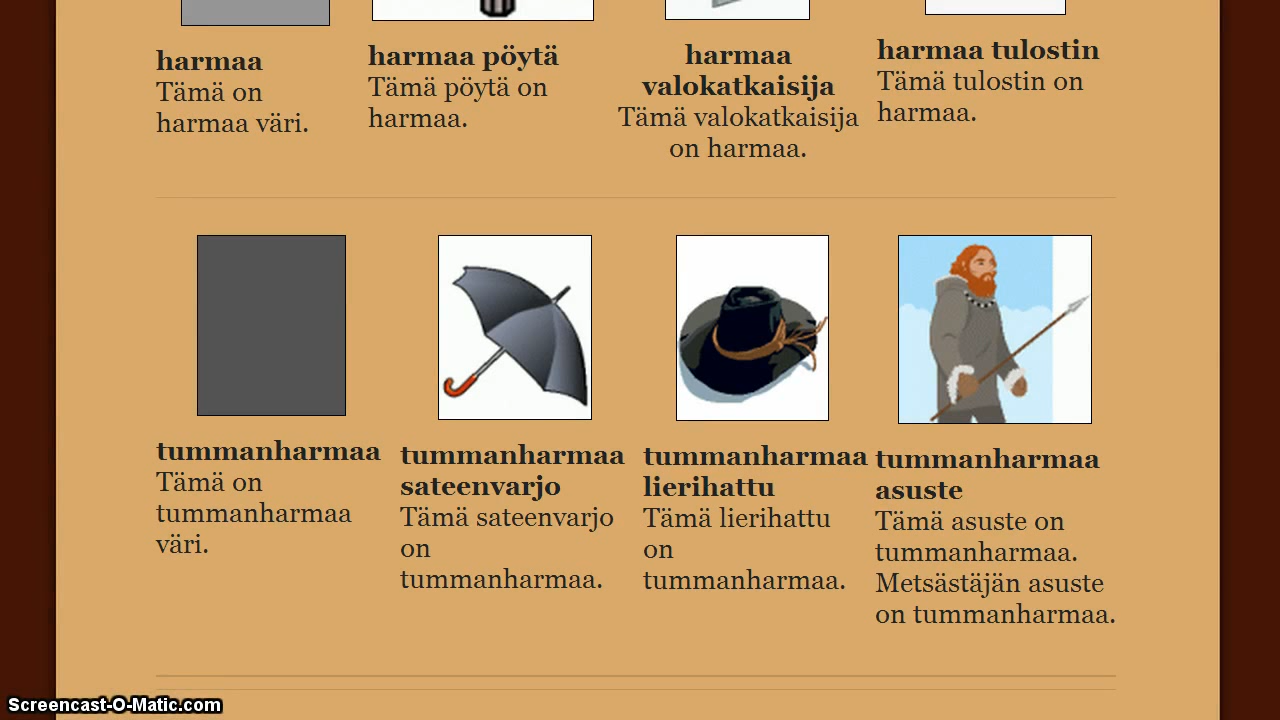 harmaa
Tämä on
harmaa väri.
harmaa pöytä
Tämä pöytä on
harmaa.
harmaa
valokatkaisija
Tämä valokatkaisija
on harmaa.
harmaa tulostin
Tämä tulostin on
harmaa.
tummanharmaa
Tämä on
tummanharmaa
väri.
tummanharmaa
sateenvarjo
Tämä sateenvarjo
on
tummanharmaa.
tummanharmaa
lierihattu
Tämä lierihattu
on
tummanharmaa.
tummanharmaa
asuste
Tämä asuste on
tummanharmaa.
Metsästäjän asuste
on tummanharmaa.
Screencast-O-Matic.com